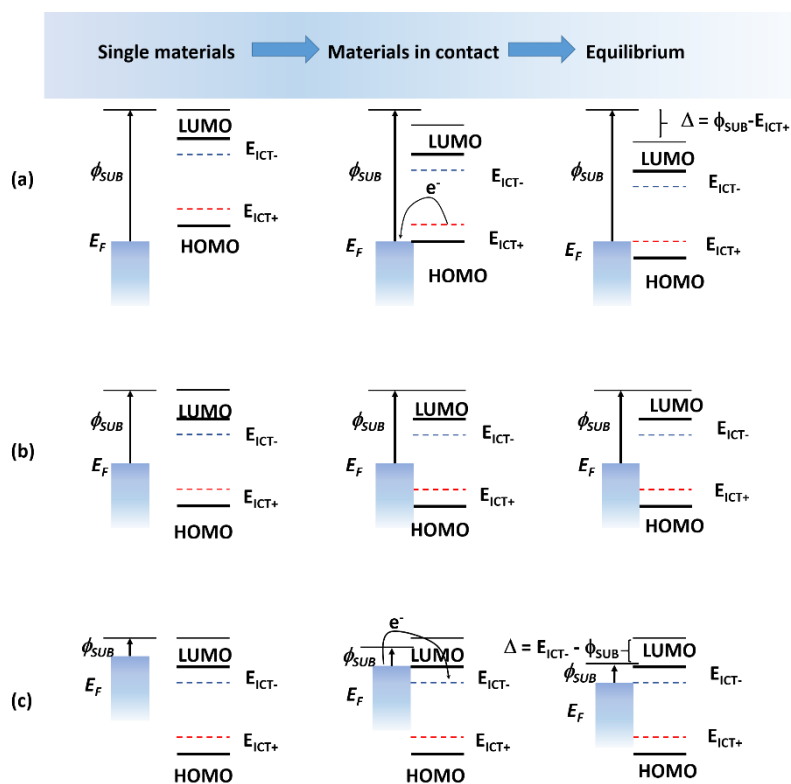 Single materials
Materials in contact
Equilibrium
(a)
ϕSUB
EF
LUMO
EICT-
EICT+
HOMO
ϕSUB
EF
e-
LUMO
EICT-
EICT+
HOMO
ϕSUB
EF
Δ = ϕSUB-EICT+
LUMO
EICT-
EICT+
HOMO
(b)
ϕSUB
EF
LUMO
EICT-
EICT+
HOMO
ϕSUB
EF
LUMO
EICT-
EICT+
HOMO
ϕSUB
EF
LUMO
EICT-
EICT+
HOMO
(c)
ϕSUB
EF
LUMO
EICT-
EICT+
HOMO
e-
ϕSUB
EF
LUMO
EICT-
EICT+
HOMO
Δ = EICT- - ϕSUB
ϕSUB
EF
LUMO
EICT-
EICT+
HOMO